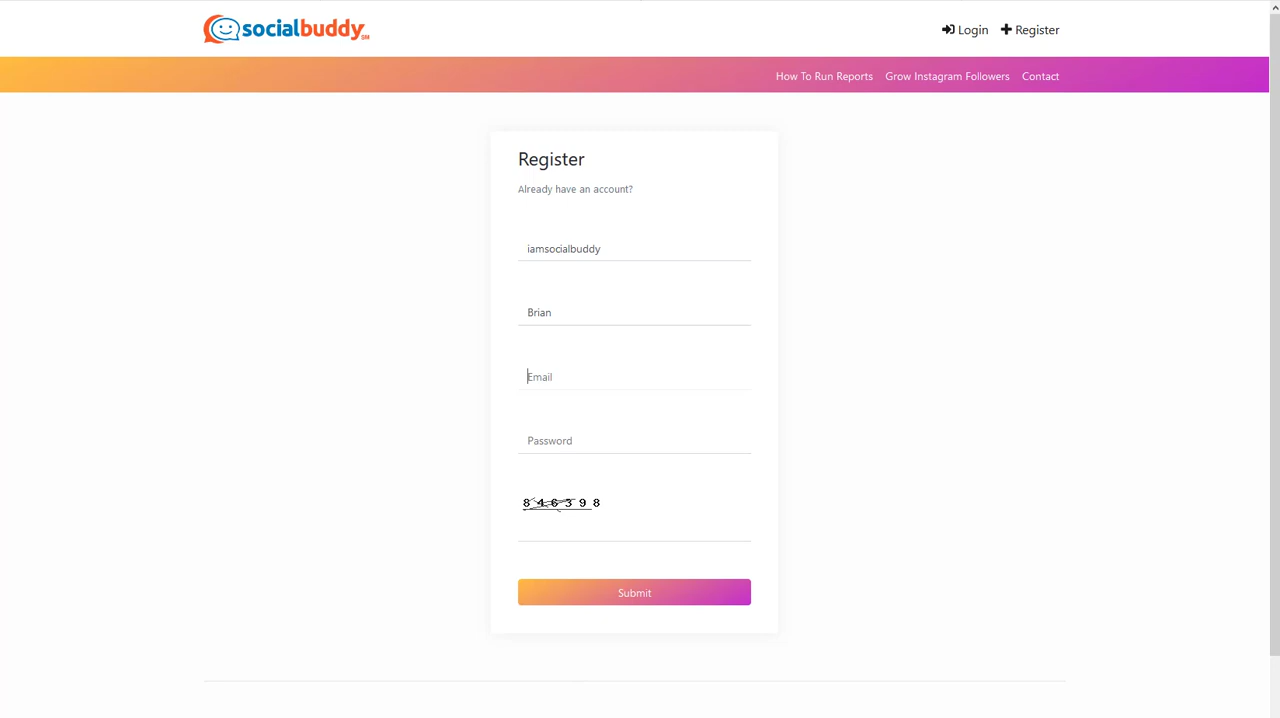 socialbuddy SM
Login Register
How To Run Reports Grow Instagram Followers Contact
Register
Already have an account?
iamsocialbuddy
Brian
Email
Password
8 4 6 3 9 8
Submit